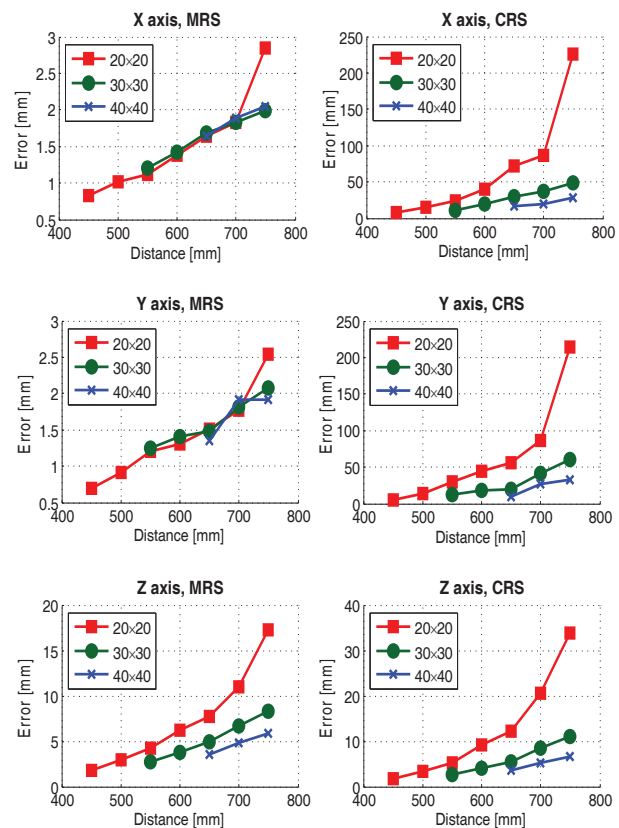 X axis, MRS
3
2.5
2
1.5
1
0.5
400 500 600 700 800
Error [mm]
Distance [mm]
20×20
30×30
40×40
X axis, CRS
250
200
150
100
50
0
400 500 600 700 800
Error [mm]
Distance [mm]
20×20
30×30
40×40
Y axis, MRS
3
2.5
2
1.5
1
0.5
400 500 600 700 800
Error [mm]
Distance [mm]
20×20
30×30
40×40
Y axis, CRS
250
200
150
100
50
0
400 500 600 700 800
Error [mm]
Distance [mm]
20×20
30×30
40×40
Z axis, MRS
20
15
10
5
0
400 500 600 700 800
Error [mm]
Distance [mm]
20×20
30×30
40×40
Z axis, CRS
40
30
20
10
0
400 500 600 700 800
Error [mm]
Distance [mm]
20×20
30×30
40×40